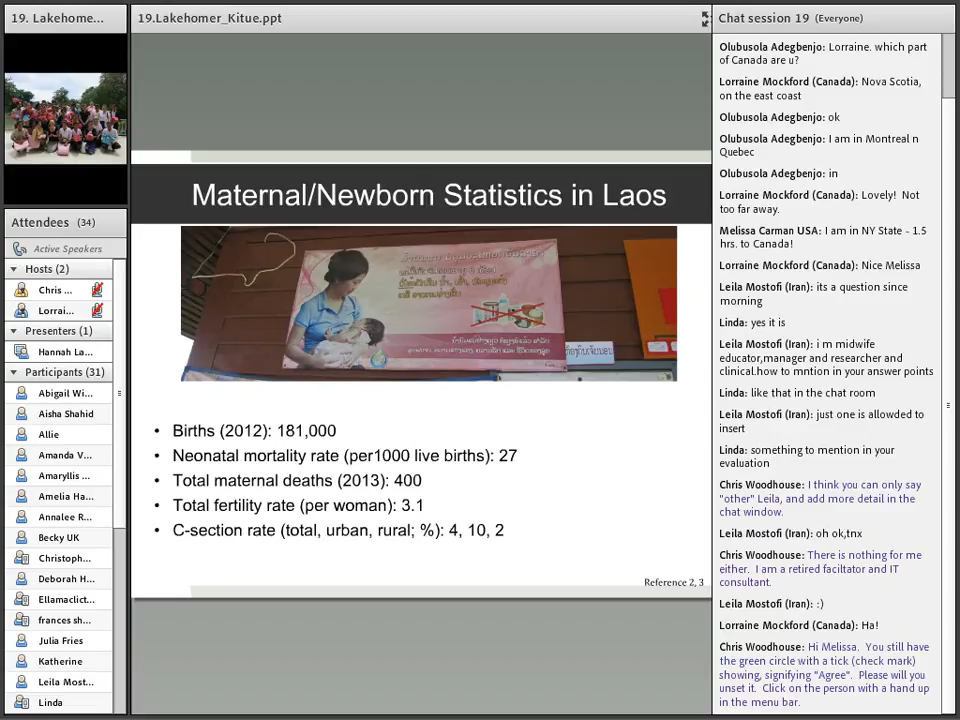 19. Lakehome...
19.Lakehomer_Kitue.ppt
Chat session 19 (Everyone)
Attendees (34)
Active Speakers
Hosts (2)
Chris ...
Lorrai...
Presenters (1)
Hannah La...
Participants (31)
Abigail Wi...
Aisha Shahid
Allie
Amanda V...
Amaryllis ...
Amelia Ha...
Annalee R...
Becky UK
Christoph...
Deborah H...
Ellamaclict...
frances sh...
Julia Fries
Katherine
Leila Most...
Linda
Maternal/Newborn Statistics in Laos
• Births (2012): 181,000
• Neonatal mortality rate (per1000 live births): 27
• Total maternal deaths (2013): 400
• Total fertility rate (per woman): 3.1
• C-section rate (total, urban, rural; %): 4, 10, 2
Reference 2, 3
Olubusola Adegbenjo: Lorraine. which part
of Canada are u?
Lorraine Mockford (Canada): Nova Scotia,
on the east coast
Olubusola Adegbenjo: ok
Olubusola Adegbenjo: I am in Montreal n
Quebec
Olubusola Adegbenjo: in
Lorraine Mockford (Canada): Lovely! Not
too far away.
Melissa Carman USA: I am in NY State - 1.5
hrs. to Canada!
Lorraine Mockford (Canada): Nice Melissa
Leila Mostofi (Iran): its a question since
morning
Linda: yes it is
Leila Mostofi (Iran): i m midwife
educator,manager and researcher and
clinical.how to mntion in your answer points
Linda: like that in the chat room
Leila Mostofi (Iran): just one is allowded to
insert
Linda: something to mention in your
evaluation
Chris Woodhouse: I think you can only say
"other" Leila, and add more detail in the
chat window.
Leila Mostofi (Iran): oh ok,tnx
Chris Woodhouse: There is nothing for me
either. I am a retired faciltator and IT
consultant.
Leila Mostofi (Iran): :)
Lorraine Mockford (Canada): Ha!
Chris Woodhouse: Hi Melissa. You still have
the green circle with a tick (check mark)
showing, signifying "Agree". Please will you
unset it. Click on the person with a hand up
in the menu bar.